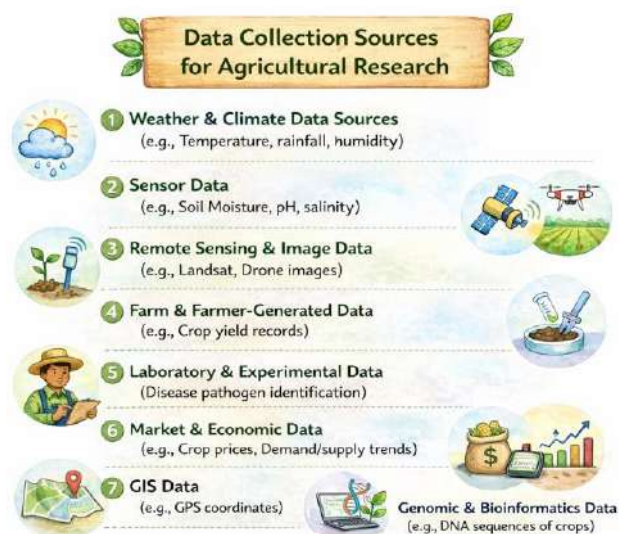 Data Collection Sources
for Agricultural Research
1 Weather & Climate Data Sources
(e.g., Temperature, rainfall, humidity)
2 Sensor Data
(e.g., Soil Moisture, pH, salinity)
3 Remote Sensing & Image Data
(e.g., Landsat, Drone images)
4 Farm & Farmer-Generated Data
(e.g., Crop yield records)
5 Laboratory & Experimental Data
(Disease pathogen identification)
6 Market & Economic Data
(e.g., Crop prices, Demand/supply trends)
$
7 GIS Data
(e.g., GPS coordinates)
Genomic & Bioinformatics Data
(e.g., DNA sequences of crops)